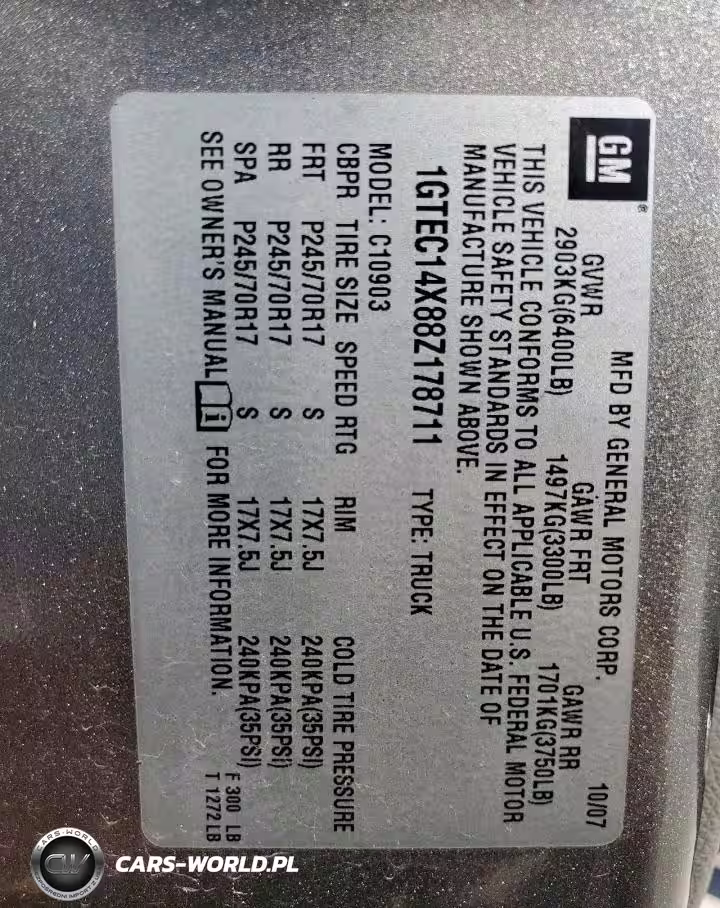 GM®
MFD BY GENERAL MOTORS CORP. 10/07
GVWR GAWR FRT GAWR RR
2903KG(6400LB) 1497KG(3300LB) 1701KG(3750LB)
THIS VEHICLE CONFORMS TO ALL APPLICABLE U.S. FEDERAL MOTOR
VEHICLE SAFETY STANDARDS IN EFFECT ON THE DATE OF
MANUFACTURE SHOWN ABOVE.
1GTEC14X88Z178711 TYPE: TRUCK
MODEL: C10903
CBPR TIRE SIZE SPEED RTG RIM COLD TIRE PRESSURE
FRT P245/70R17 S 17X7.5J 240KPA(35PSI)
RR P245/70R17 S 17X7.5J 240KPA(35PSI)
SPA P245/70R17 S 17X7.5J 240KPA(35PSI)
SEE OWNER'S MANUAL i FOR MORE INFORMATION.
F 300 LB
T 1272 LB
CARS-WORLD
CW
CARS-WORLD.PL